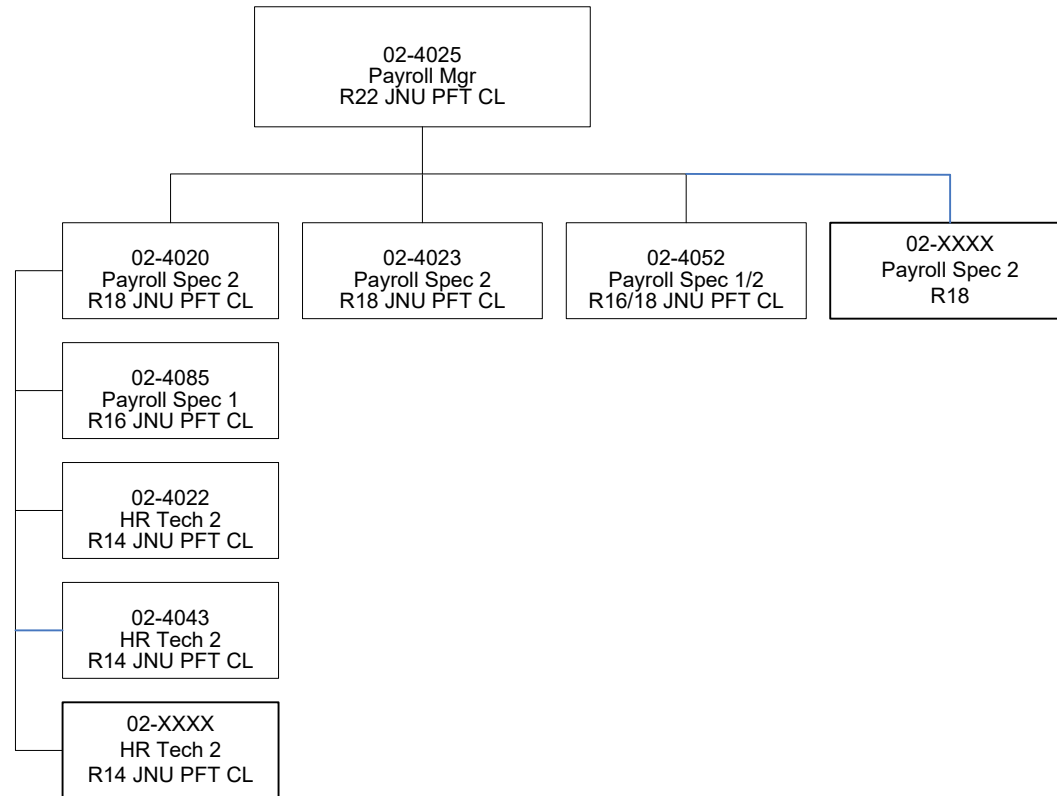 02-4025
Payroll Mgr
R22 JNU PFT CL
02-4020
Payroll Spec 2
R18 JNU PFT CL
02-4023
Payroll Spec 2
R18 JNU PFT CL
02-4052
Payroll Spec 1/2
R16/18 JNU PFT CL
02-XXXX
Payroll Spec 2
R18
02-4085
Payroll Spec 1
R16 JNU PFT CL
02-4022
HR Tech 2
R14 JNU PFT CL
02-4043
HR Tech 2
R14 JNU PFT CL
02-XXXX
HR Tech 2
R14 JNU PFT CL